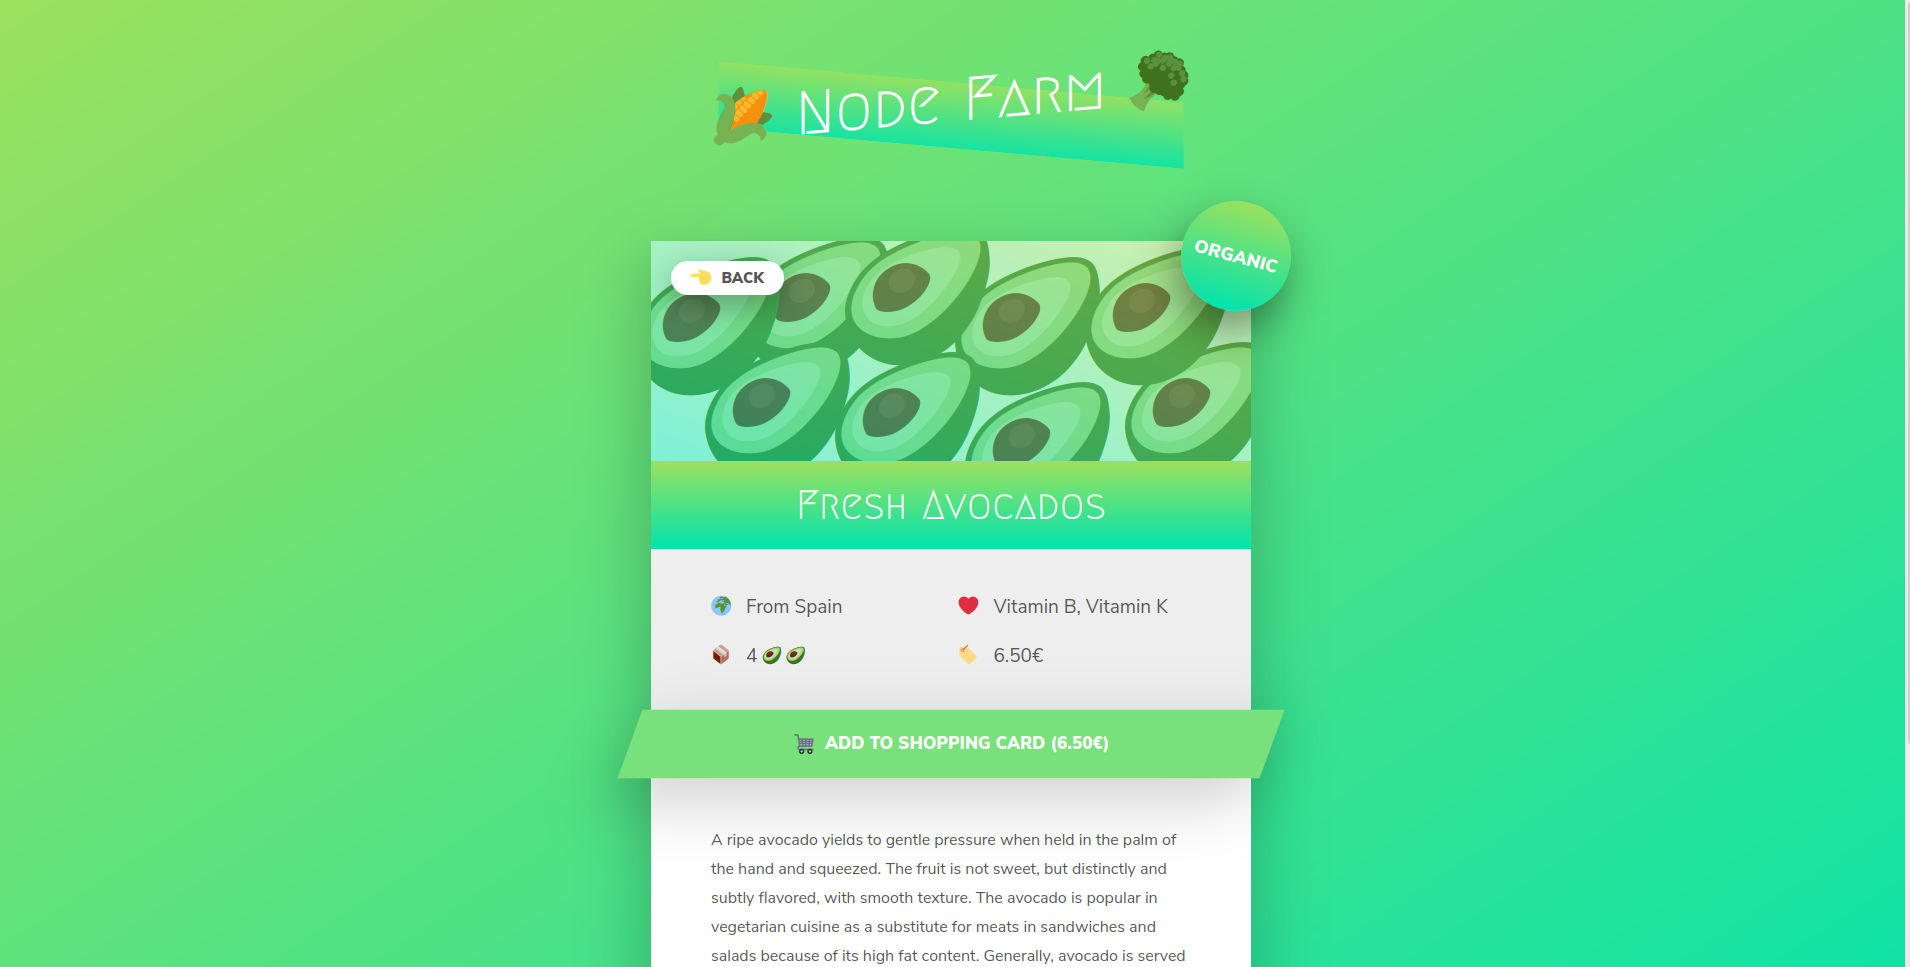 Node Farm
ORGANIC
BACK
Fresh Avocados
From Spain
Vitamin B, Vitamin K
4
6.50€
ADD TO SHOPPING CARD (6.50€)
A ripe avocado yields to gentle pressure when held in the palm of
the hand and squeezed. The fruit is not sweet, but distinctly and
subtly flavored, with smooth texture. The avocado is popular in
vegetarian cuisine as a substitute for meats in sandwiches and
salads because of its high fat content. Generally, avocado is served